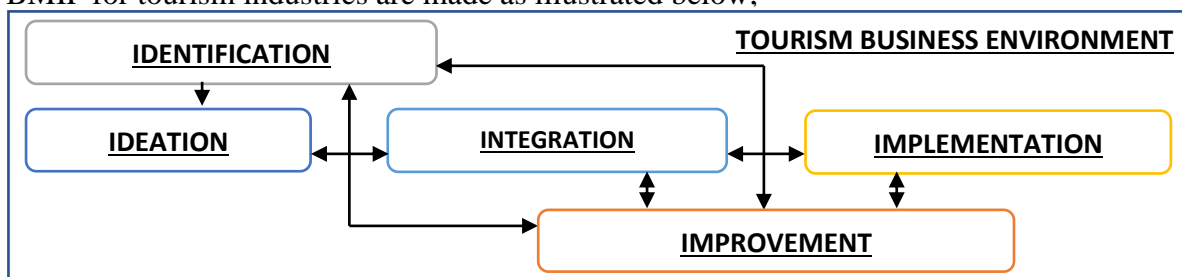 BMIP for tourism industries are made as illustrated below;
TOURISM BUSINESS ENVIRONMENT
IDENTIFICATION
IDEATION
INTEGRATION
IMPLEMENTATION
IMPROVEMENT